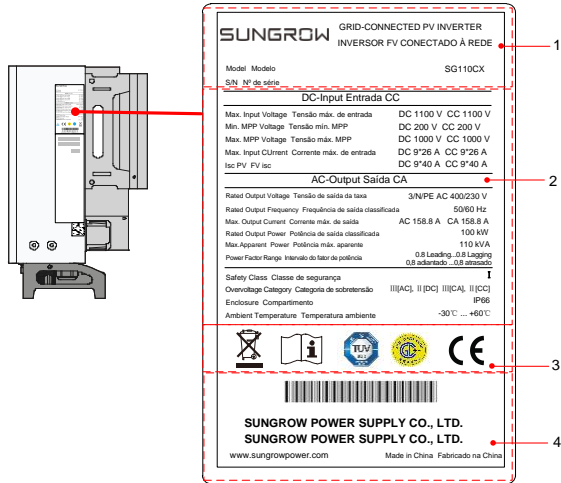 SUNGROW
GRID-CONNECTED PV INVERTER
INVERSOR FV CONECTADO À REDE
1
Model Modelo SG110CX
S/N Nº de série
DC-Input Entrada CC
Max. Input Voltage Tensão máx. de entrada DC 1100 V CC 1100 V
Min. MPP Voltage Tensão mín. MPP DC 200 V CC 200 V
Max. MPP Voltage Tensão máx. MPP DC 1000 V CC 1000 V
Max. Input CUrrent Corrente máx. de entrada DC 9*26 A CC 9*26 A
Isc PV FV isc DC 9*40 A CC 9*40 A
AC-Output Saída CA
2
Rated Output Voltage Tensão de saída da taxa 3/N/PE AC 400/230 V
Rated Output Frequency Frequência de saída classificada 50/60 Hz
Max. Output Current Corrente máx. de saída AC 158.8 A CA 158.8 A
Rated Output Power Potência de saída classificada 100 kW
Max.Apparent Power Potência máx. aparente 110 kVA
Power Factor Range Intervalo do fator de potência 0.8 Leading...0.8 Lagging
0,8 adiantado ...0,8 atrasado
Safety Class Classe de segurança I
Overvoltage Category Categoria de sobretensão III[AC], II[DC] III[CA], II[CC]
Enclosure Compartimento IP66
Ambient Temperature Temperatura ambiente -30℃ ... +60℃
i
TÜV
CE
3
SUNGROW POWER SUPPLY CO., LTD.
SUNGROW POWER SUPPLY CO., LTD.
4
www.sungrowpower.com Made in China Fabricado na China